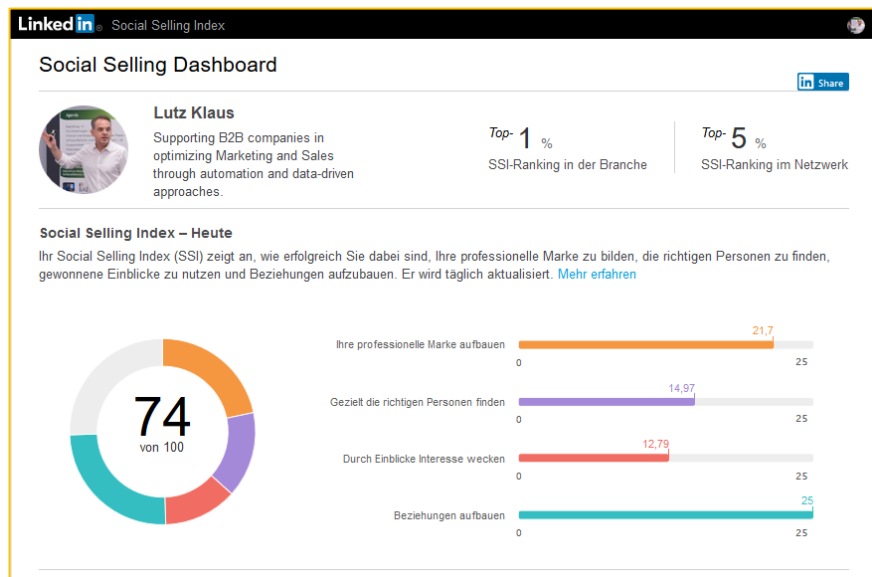 Linked in ® Social Selling Index
Social Selling Dashboard
in Share
Lutz Klaus
Supporting B2B companies in
optimizing Marketing and Sales
through automation and data-driven
approaches.
Top- 1 %
SSI-Ranking in der Branche
Top- 5 %
SSI-Ranking im Netzwerk
Social Selling Index – Heute
Ihr Social Selling Index (SSI) zeigt an, wie erfolgreich Sie dabei sind, Ihre professionelle Marke zu bilden, die richtigen Personen zu finden,
gewonnene Einblicke zu nutzen und Beziehungen aufzubauen. Er wird täglich aktualisiert. Mehr erfahren
74
von 100
21,7
Ihre professionelle Marke aufbauen
0 25
14,97
Gezielt die richtigen Personen finden
0 25
12,79
Durch Einblicke Interesse wecken
0 25
25
Beziehungen aufbauen
0 25